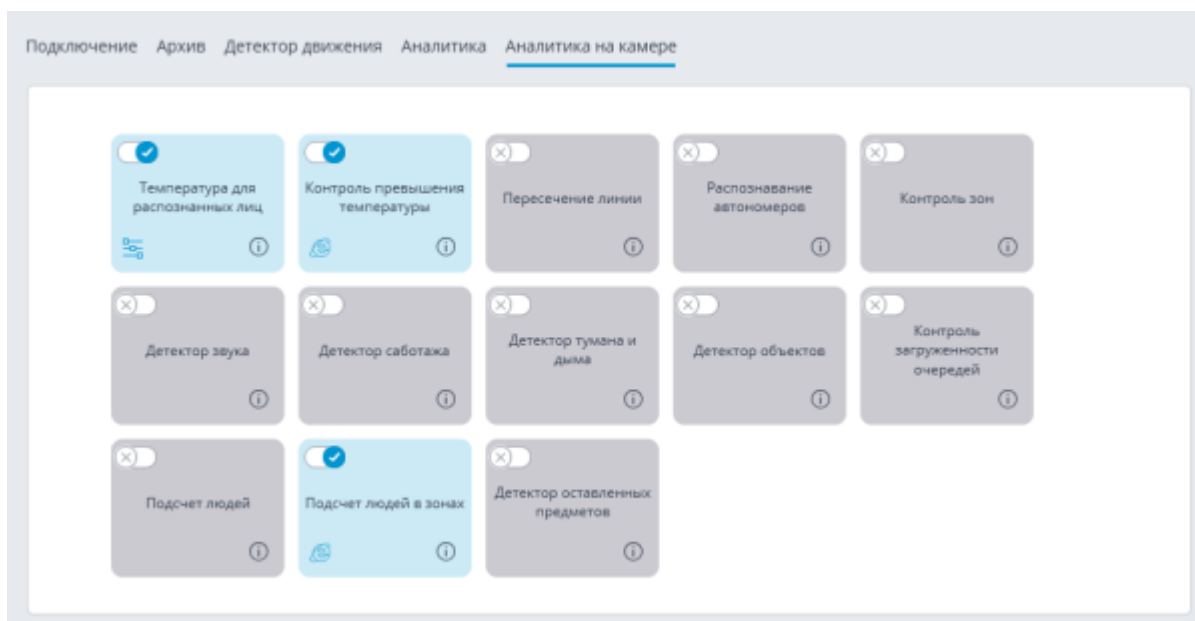 Подключение Архив Детектор движения Аналитика Аналитика на камере
Температура для
распознанных лиц
Контроль превышения
температуры
Пересечение линии
Распознавание
автономеров
Контроль зон
Детектор звука
Детектор саботажа
Детектор тумана и
дыма
Детектор объектов
Контроль
загруженности
очередей
Подсчет людей
Подсчет людей в зонах
Детектор оставленных
предметов